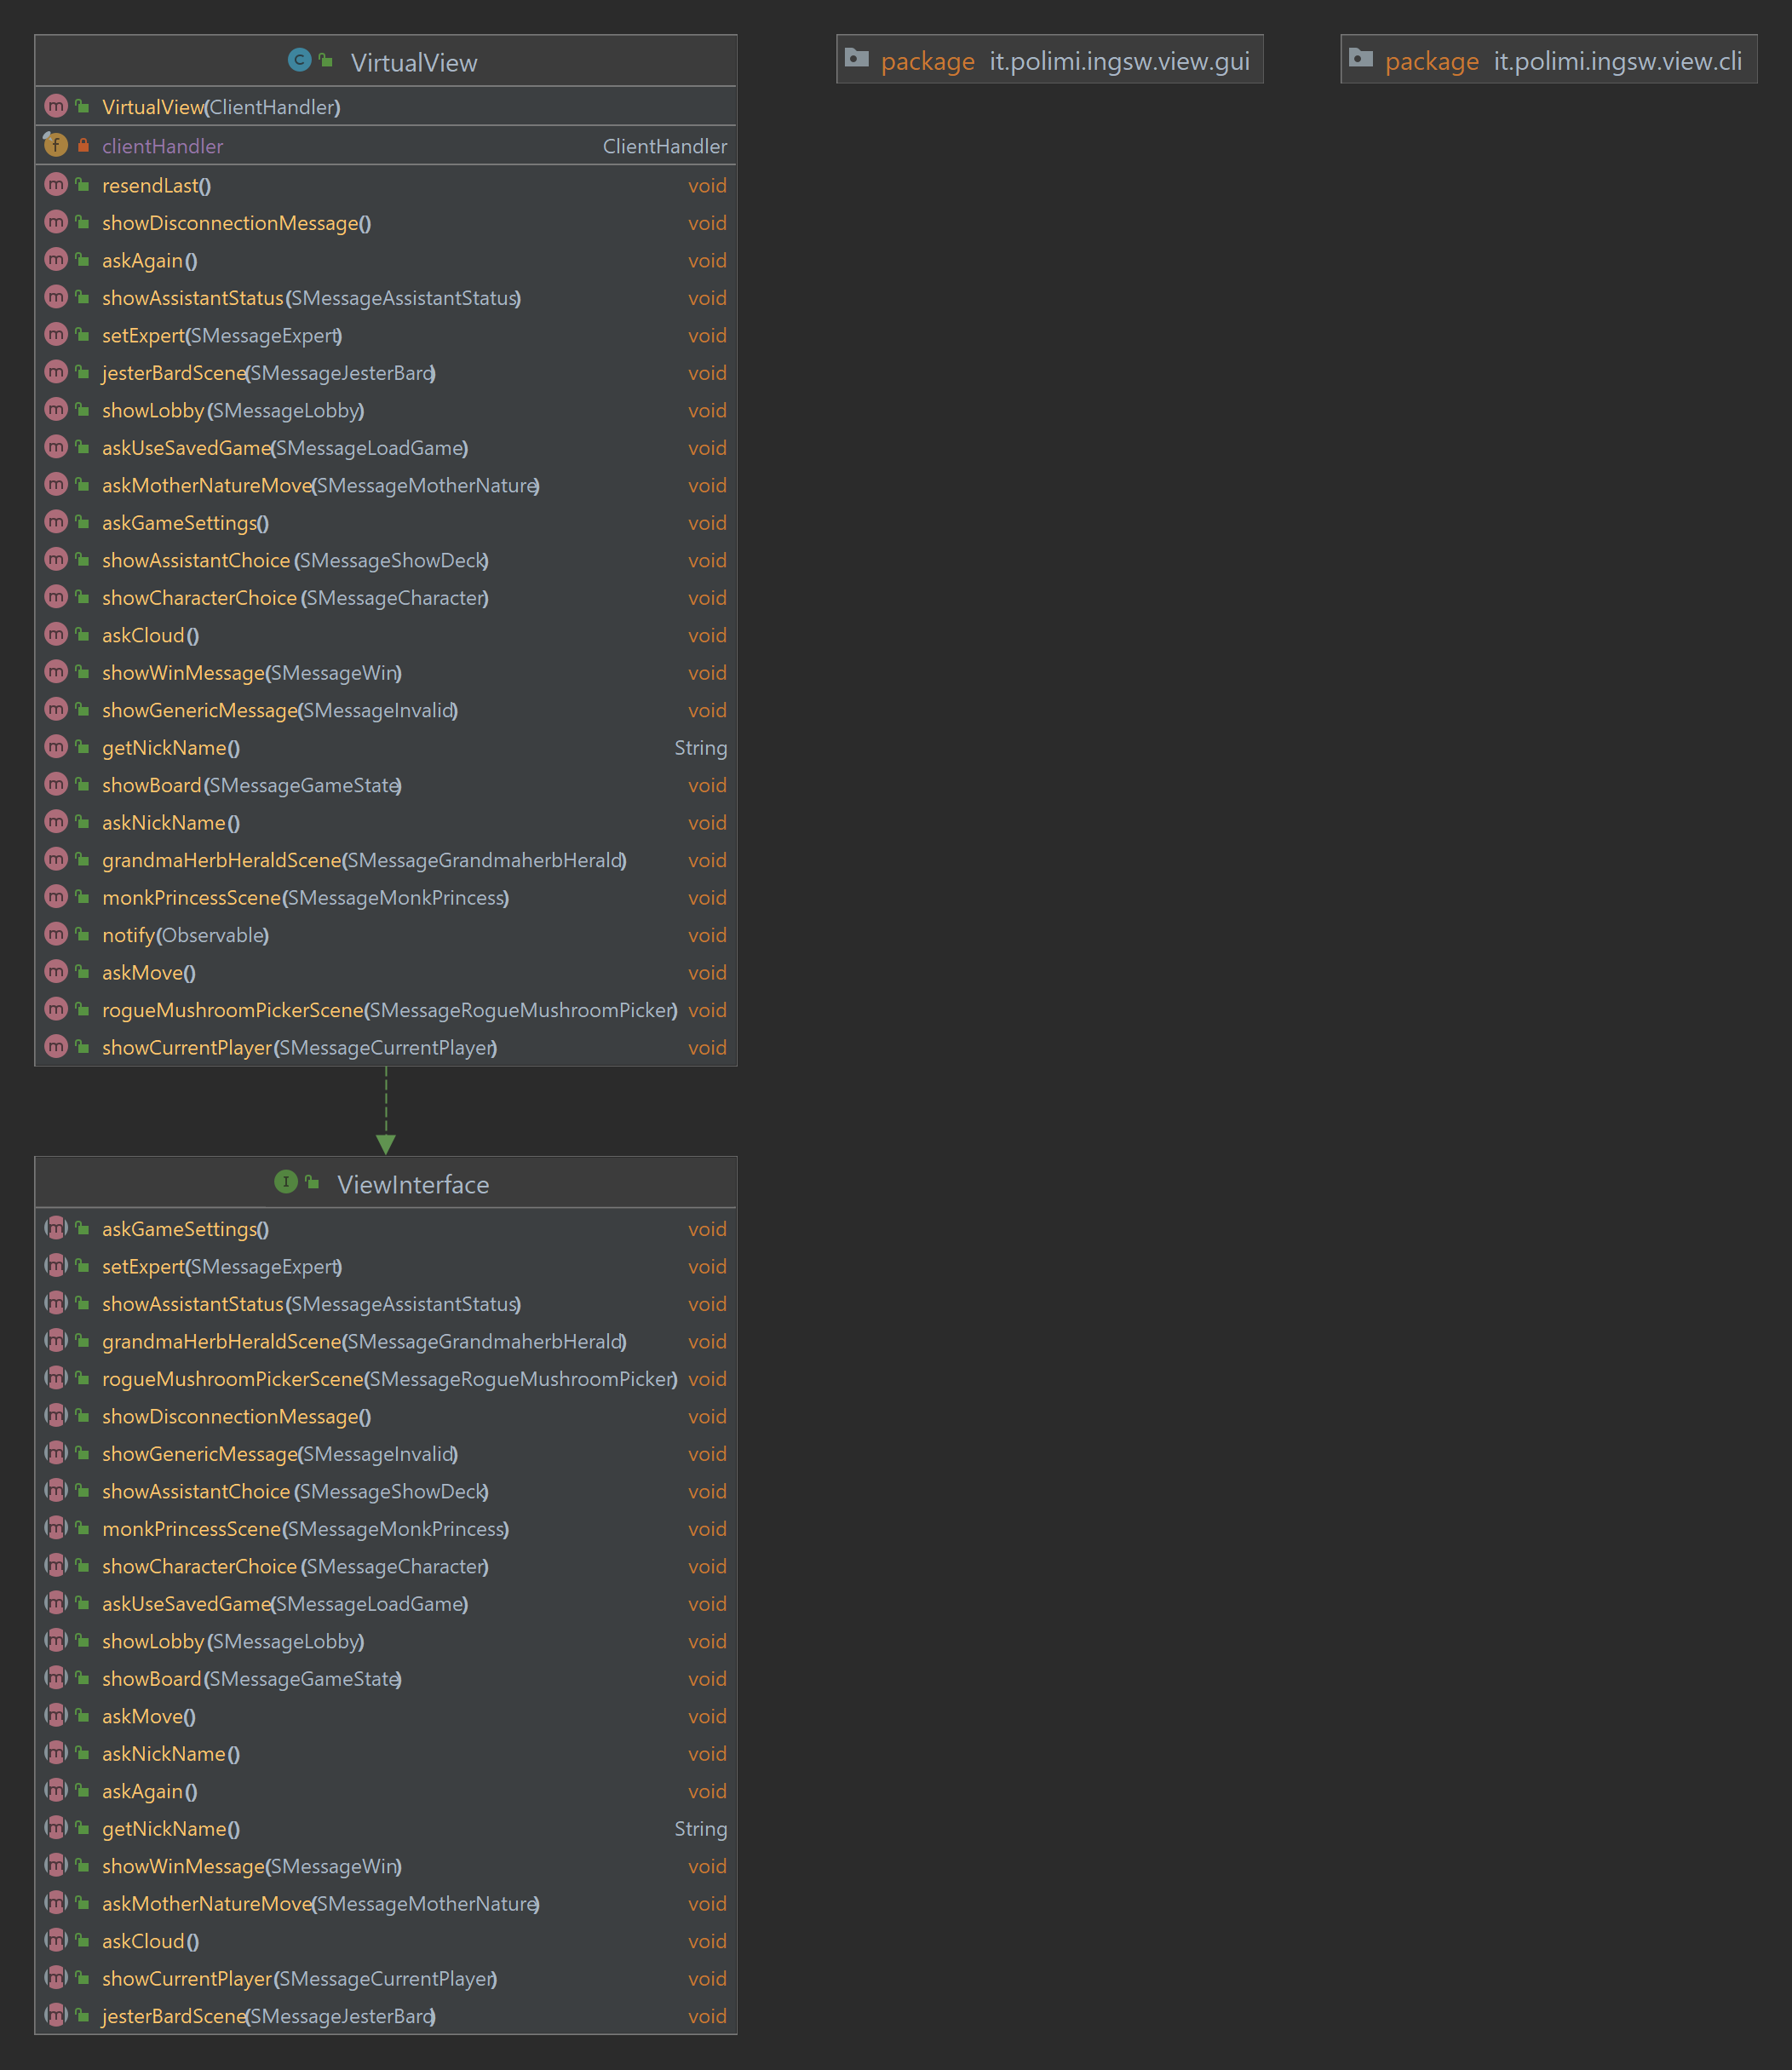 VirtualView
VirtualView(ClientHandler)
clientHandler ClientHandler
resendLast() void
showDisconnectionMessage() void
askAgain() void
showAssistantStatus(SMessageAssistantStatus) void
setExpert(SMessageExpert) void
jesterBardScene(SMessageJesterBard) void
showLobby(SMessageLobby) void
askUseSavedGame(SMessageLoadGame) void
askMotherNatureMove(SMessageMotherNature) void
askGameSettings() void
showAssistantChoice(SMessageShowDeck) void
showCharacterChoice(SMessageCharacter) void
askCloud() void
showWinMessage(SMessageWin) void
showGenericMessage(SMessageInvalid) void
getNickName() String
showBoard(SMessageGameState) void
askNickName() void
grandmaHerbHeraldScene(SMessageGrandmaherbHerald) void
monkPrincessScene(SMessageMonkPrincess) void
notify(Observable) void
askMove() void
rogueMushroomPickerScene(SMessageRogueMushroomPicker) void
showCurrentPlayer(SMessageCurrentPlayer) void
ViewInterface
askGameSettings() void
setExpert(SMessageExpert) void
showAssistantStatus(SMessageAssistantStatus) void
grandmaHerbHeraldScene(SMessageGrandmaherbHerald) void
rogueMushroomPickerScene(SMessageRogueMushroomPicker) void
showDisconnectionMessage() void
showGenericMessage(SMessageInvalid) void
showAssistantChoice(SMessageShowDeck) void
monkPrincessScene(SMessageMonkPrincess) void
showCharacterChoice(SMessageCharacter) void
askUseSavedGame(SMessageLoadGame) void
showLobby(SMessageLobby) void
showBoard(SMessageGameState) void
askMove() void
askNickName() void
askAgain() void
getNickName() String
showWinMessage(SMessageWin) void
askMotherNatureMove(SMessageMotherNature) void
askCloud() void
showCurrentPlayer(SMessageCurrentPlayer) void
jesterBardScene(SMessageJesterBard) void
package it.polimi.ingsw.view.gui
package it.polimi.ingsw.view.cli